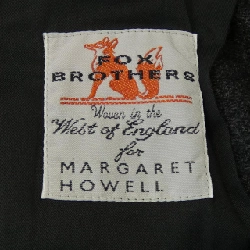 FOX
BROTHERS
Woven in the
West of England
for
MARGARET
HOWELL